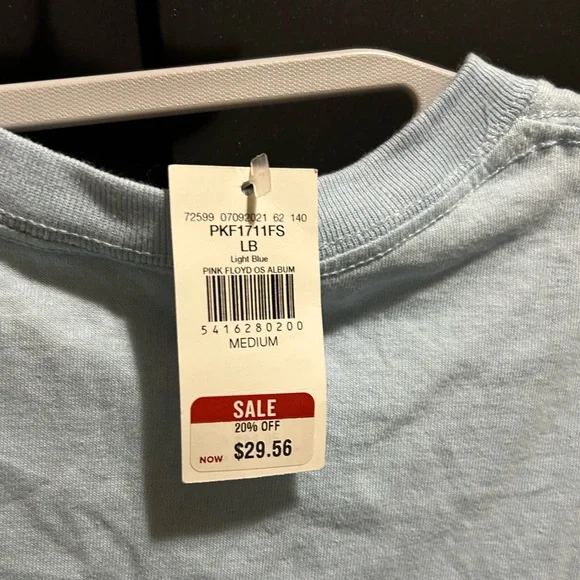 72599 07092021 62 140
PKF1711FS
LB
Light Blue
PINK FLOYD OS ALBUM
5416280200
MEDIUM
SALE
20% OFF
NOW $29.56